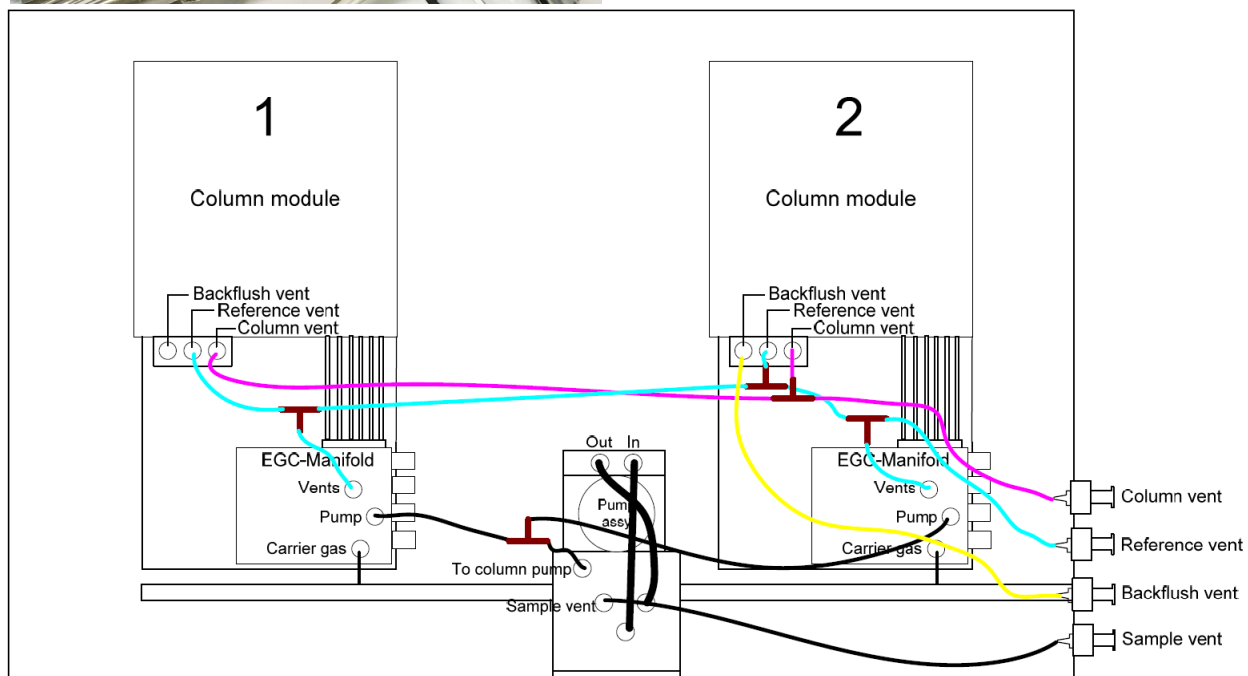 1
Column module
Backflush vent
Reference vent
Column vent
EGC-Manifold
Vents
Pump
Carrier gas
Out In
Pump
assy
To column pump
Sample vent
2
Column module
Backflush vent
Reference vent
Column vent
EGC-Manifold
Vents
Pump
Carrier gas
Column vent
Reference vent
Backflush vent
Sample vent